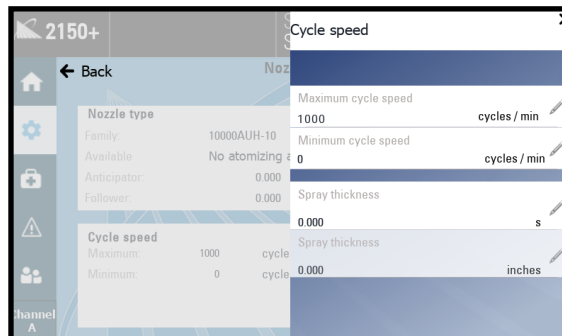 2150+
Back
Noz
Nozzle type
Family: 10000AUH-10
Available No atomizing a
Anticipator: 0.000
Follower: 0.000
Cycle speed
Maximum: 1000 cycle
Minimum: 0 cycle
Channel
A
Cycle speed
Maximum cycle speed
1000 cycles / min
Minimum cycle speed
0 cycles / min
Spray thickness
0.000 s
Spray thickness
0.000 inches